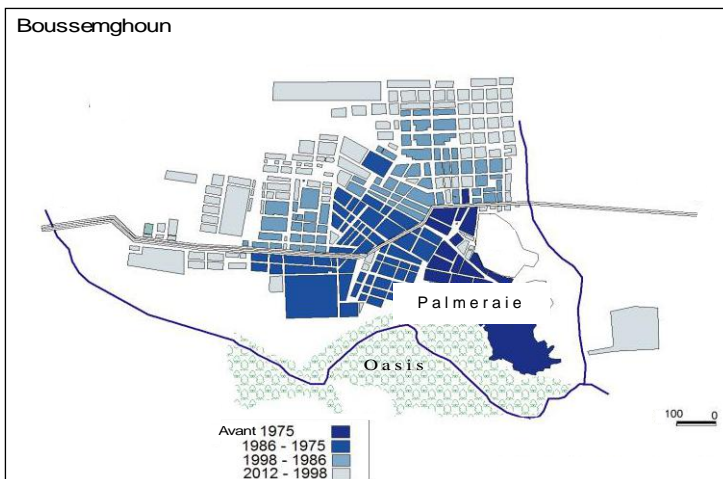 Boussemghoun
Palmeraie
Oasis
100 0
Avant 1975
1986 - 1975
1998 - 1986
2012 - 1998